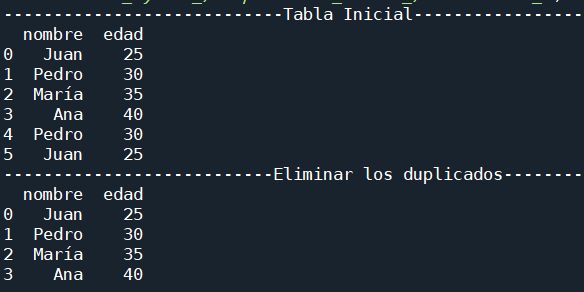 ----------------------------Tabla Inicial-----------------
nombre edad
0 Juan 25
1 Pedro 30
2 María 35
3 Ana 40
4 Pedro 30
5 Juan 25
---------------------------Eliminar los duplicados--------
nombre edad
0 Juan 25
1 Pedro 30
2 María 35
3 Ana 40